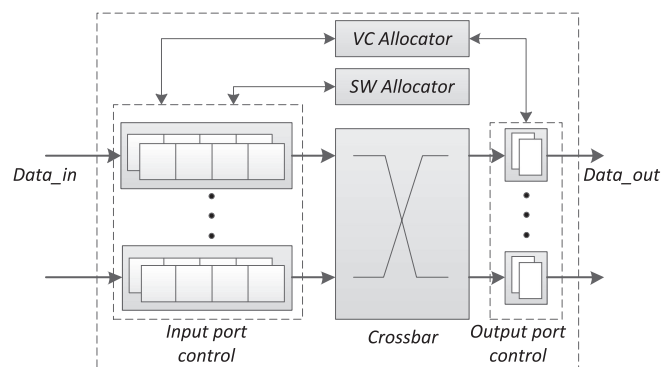 VC Allocator
SW Allocator
Data_in
Data_out
Input port
control
Crossbar
Output port
control